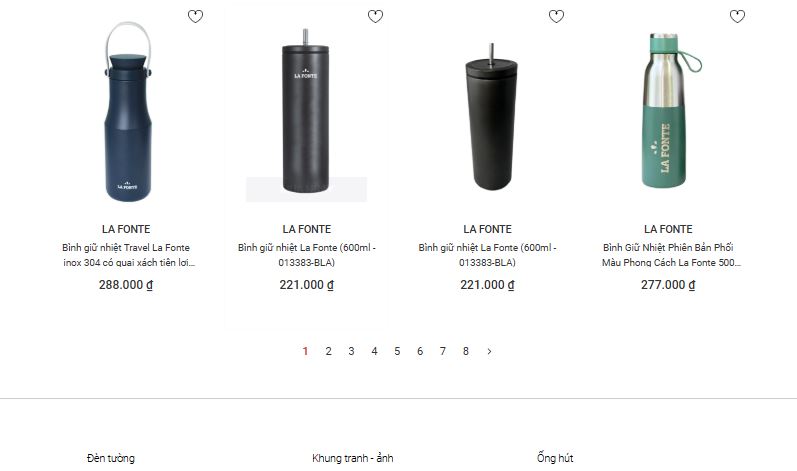 LA FONTE
LA FONTE
LA FONTE
LA FONTE LA FONTE LA FONTE LA FONTE
Bình giữ nhiệt Travel La Fonte Bình giữ nhiệt La Fonte (600ml - Bình giữ nhiệt La Fonte (600ml - Bình Giữ Nhiệt Phiên Bản Phối
inox 304 có quai xách tiện lợi... 013383-BLA) 013383-BLA) Màu Phong Cách La Fonte 500...
288.000 ₫ 221.000 ₫ 221.000 ₫ 277.000 ₫
1 2 3 4 5 6 7 8 >
Đèn tường Khung tranh - ảnh Ống hút